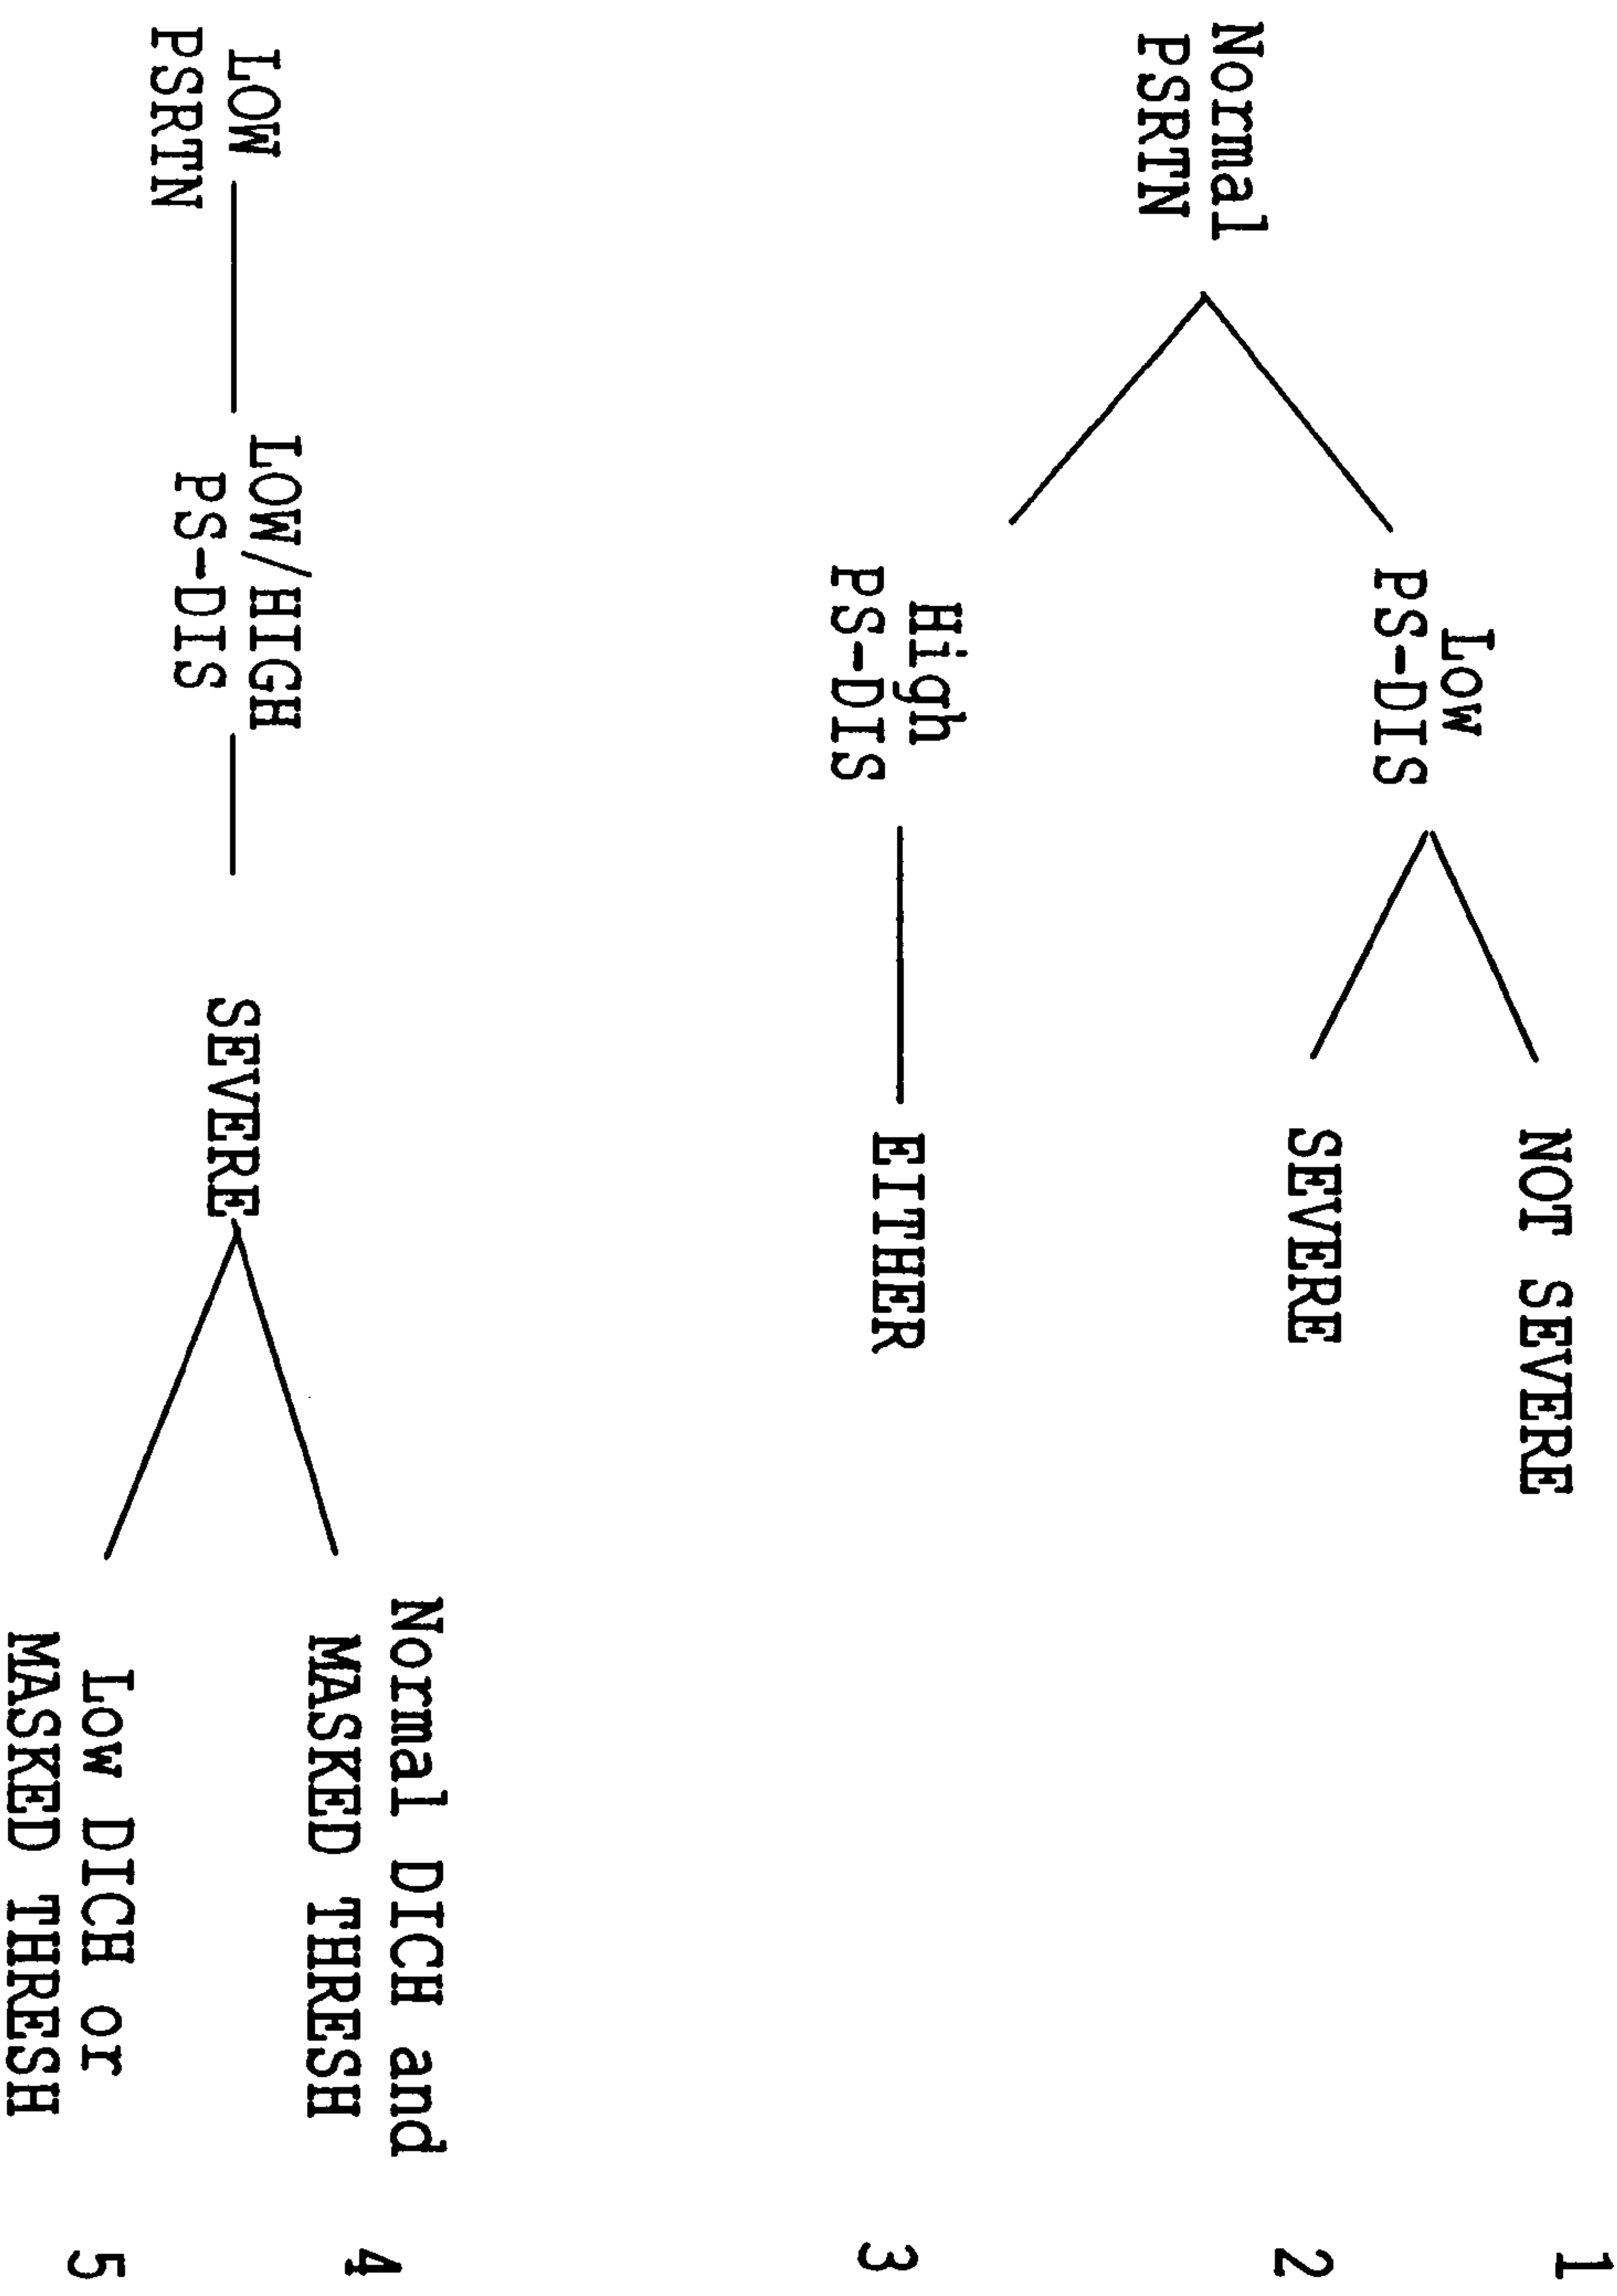 NOT SEVERE 1
Low
PS-DIS
SEVERE 2
Normal
PSRTN
High
PS-DIS
EITHER 3
Normal DICH and
MASKED THRESH 4
LOW/HIGH
PS-DIS
LOW
PSRTN
SEVERE
Low DICH or
MASKED THRESH 5